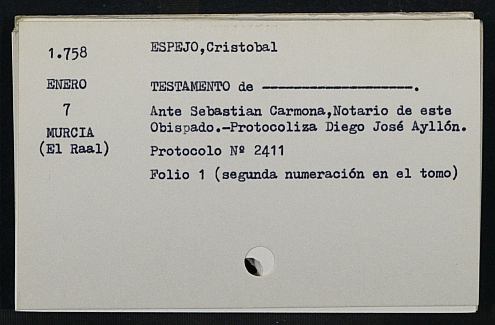 1.758
ESPEJO,Cristobal
ENERO
TESTAMENTO de --------------------.
7
Ante Sebastian Carmona,Notario de este
MURCIA
Obispado.-Protocoliza Diego José Ayllón.
(El Raal)
Protocolo Nº 2411
Folio 1 (segunda numeración en el tomo)